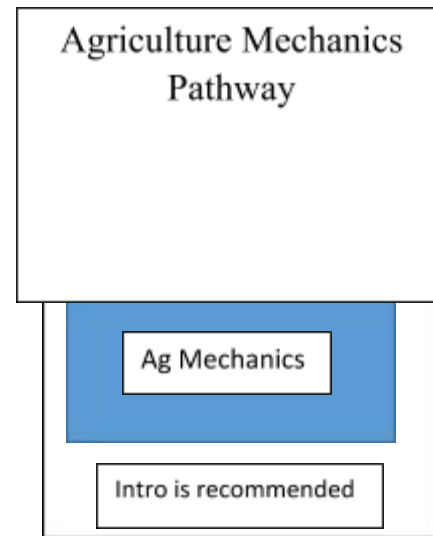 Agriculture Mechanics
Pathway
Ag Mechanics
Intro is recommended